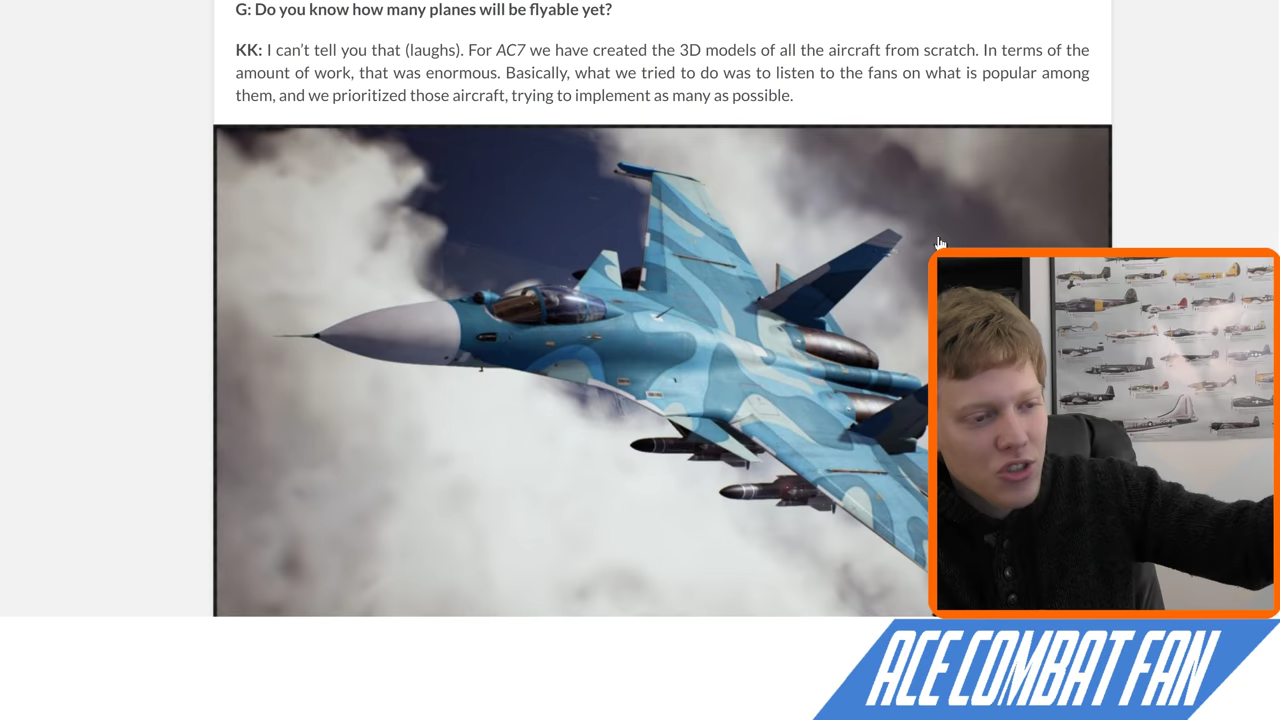 G: Do you know how many planes will be flyable yet?
KK: I can’t tell you that (laughs). For AC7 we have created the 3D models of all the aircraft from scratch. In terms of the
amount of work, that was enormous. Basically, what we tried to do was to listen to the fans on what is popular among
them, and we prioritized those aircraft, trying to implement as many as possible.
ACE COMBAT FAN